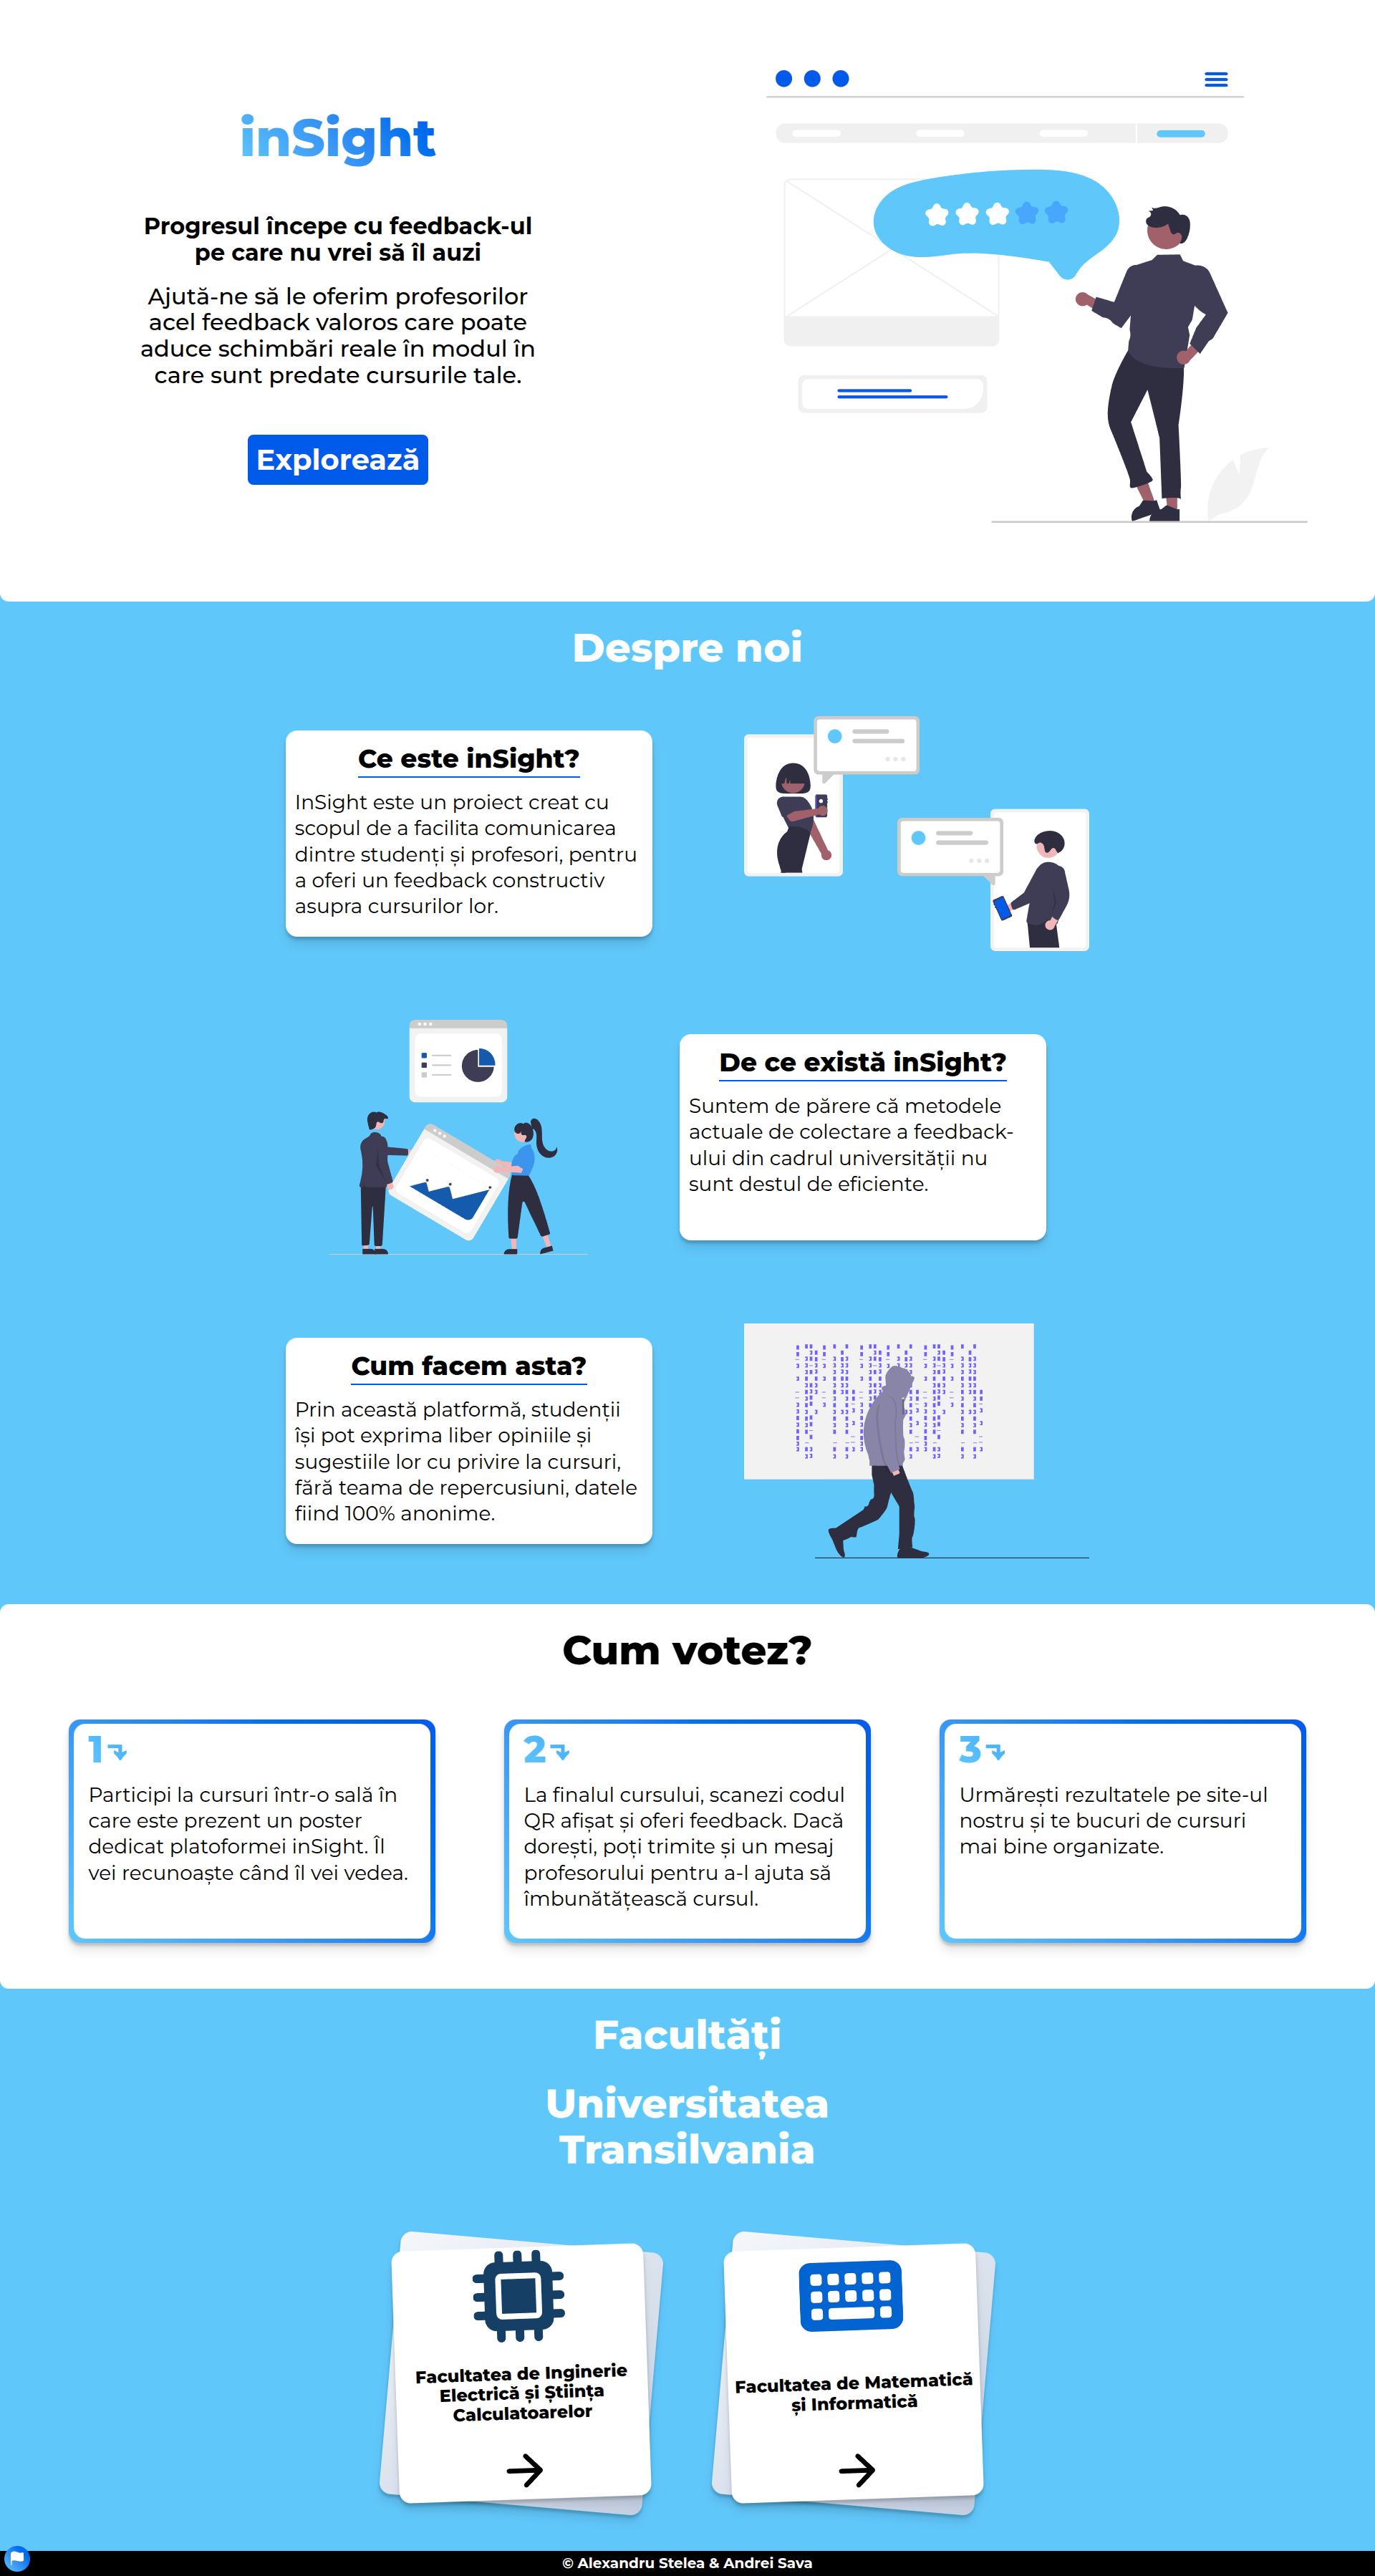 inSight
Progresul începe cu feedback-ul
pe care nu vrei să îl auzi
Ajută-ne să le oferim profesorilor
acel feedback valoros care poate
aduce schimbări reale în modul în
care sunt predate cursurile tale.
Explorează
Despre noi
Ce este inSight?
InSight este un proiect creat cu
scopul de a facilita comunicarea
dintre studenți și profesori, pentru
a oferi un feedback constructiv
asupra cursurilor lor.
De ce există inSight?
Suntem de părere că metodele
actuale de colectare a feedback-
ului din cadrul universității nu
sunt destul de eficiente.
Cum facem asta?
Prin această platformă, studenții
își pot exprima liber opiniile și
sugestiile lor cu privire la cursuri,
fără teama de repercusiuni, datele
fiind 100% anonime.
Cum votez?
1
Participi la cursuri într-o sală în
care este prezent un poster
dedicat platoformei inSight. Îl
vei recunoaște când îl vei vedea.
2
La finalul cursului, scanezi codul
QR afișat și oferi feedback. Dacă
dorești, poți trimite și un mesaj
profesorului pentru a-l ajuta să
îmbunătățească cursul.
3
Urmărești rezultatele pe site-ul
nostru și te bucuri de cursuri
mai bine organizate.
Facultăți
Universitatea
Transilvania
Facultatea de Inginerie
Electrică și Știința
Calculatoarelor
Facultatea de Matematică
și Informatică
© Alexandru Stelea & Andrei Sava